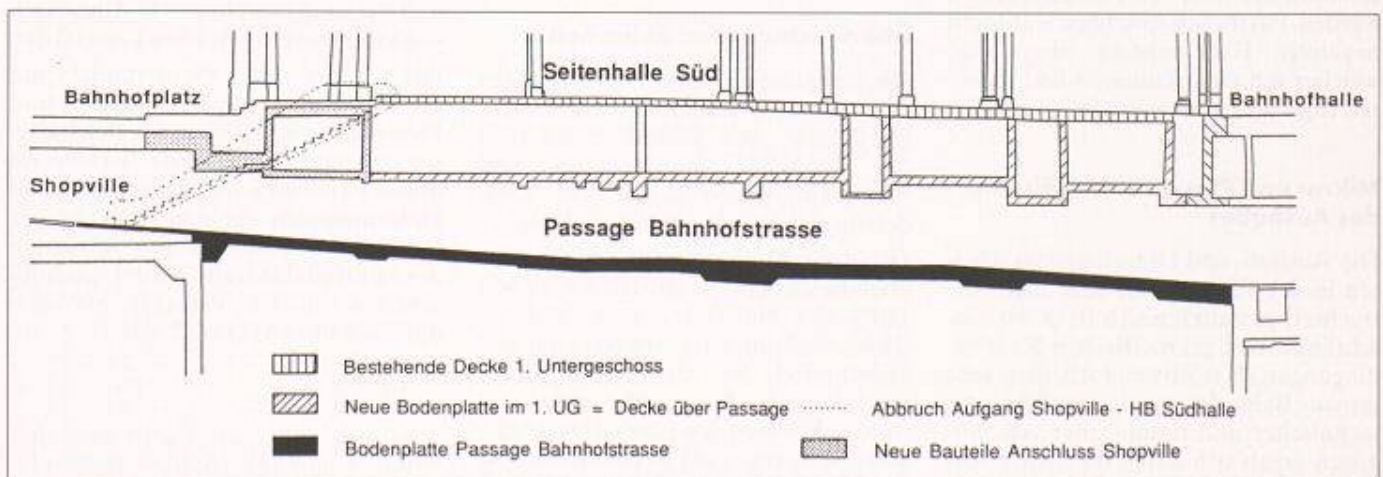 Seitenhalle Süd
Bahnhofplatz
Bahnhofhalle
Shopville
Passage Bahnhofstrasse
Bestehende Decke 1. Untergeschoss
Neue Bodenplatte im 1. UG = Decke über Passage
Abbruch Aufgang Shopville - HB Südhalle
Bodenplatte Passage Bahnhofstrasse
Neue Bauteile Anschluss Shopville